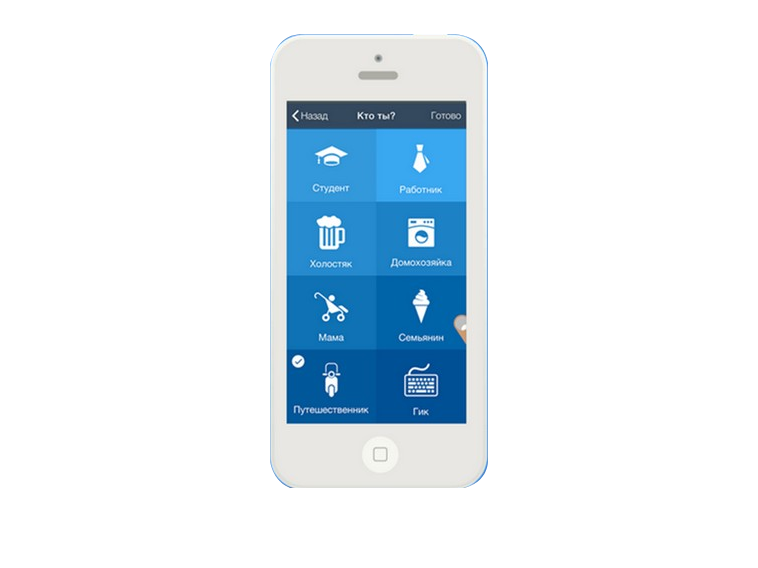 Назад Кто ты? Готово
Студент Работник
Холостяк Домохозяйка
Мама Семьянин
Путешественник Гик